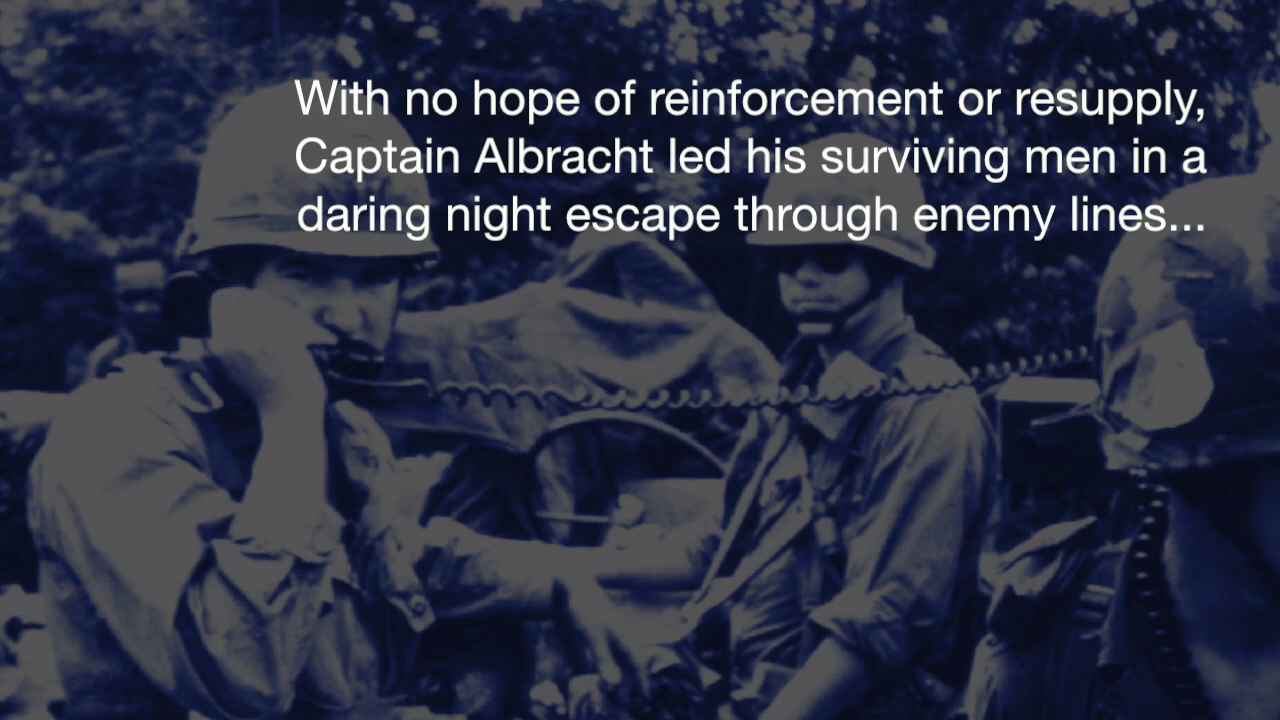 With no hope of reinforcement or resupply,
Captain Albracht led his surviving men in a
daring night escape through enemy lines...